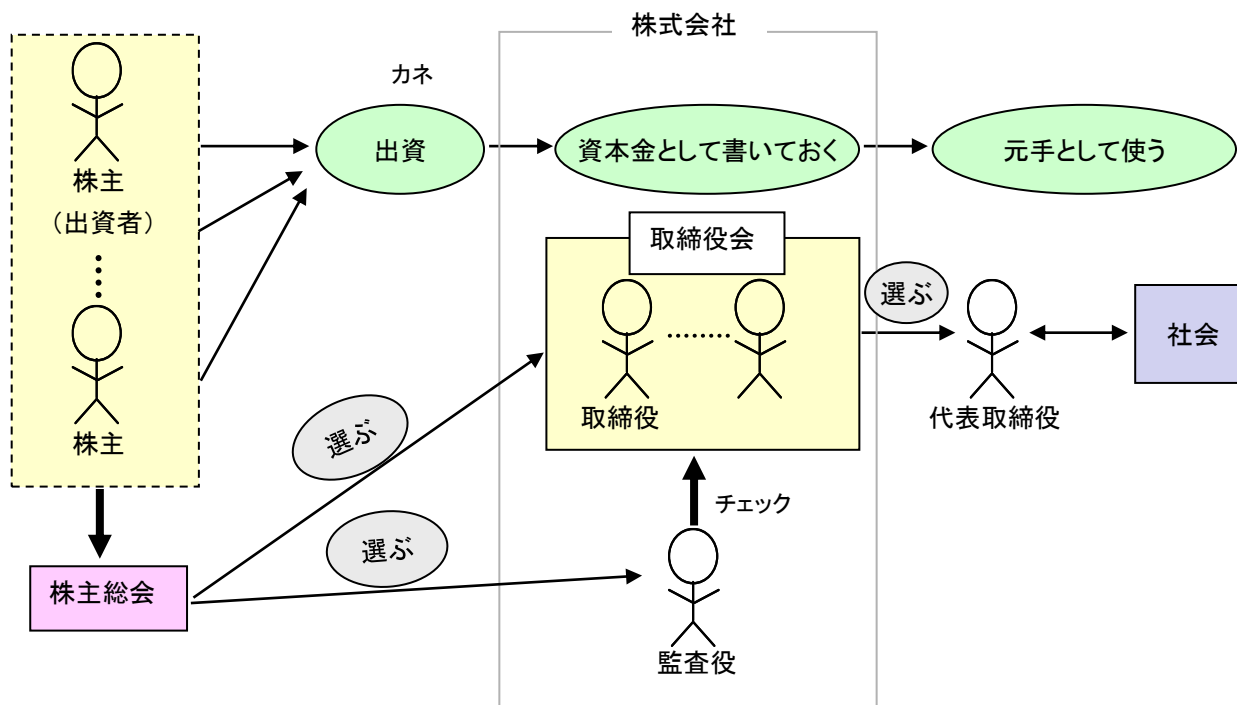 株式会社
カネ
株主
（出資者）
株主
出資
資本金として書いておく
元手として使う
取締役会
取締役
選ぶ
代表取締役
社会
選ぶ
選ぶ
チェック
株主総会
監査役